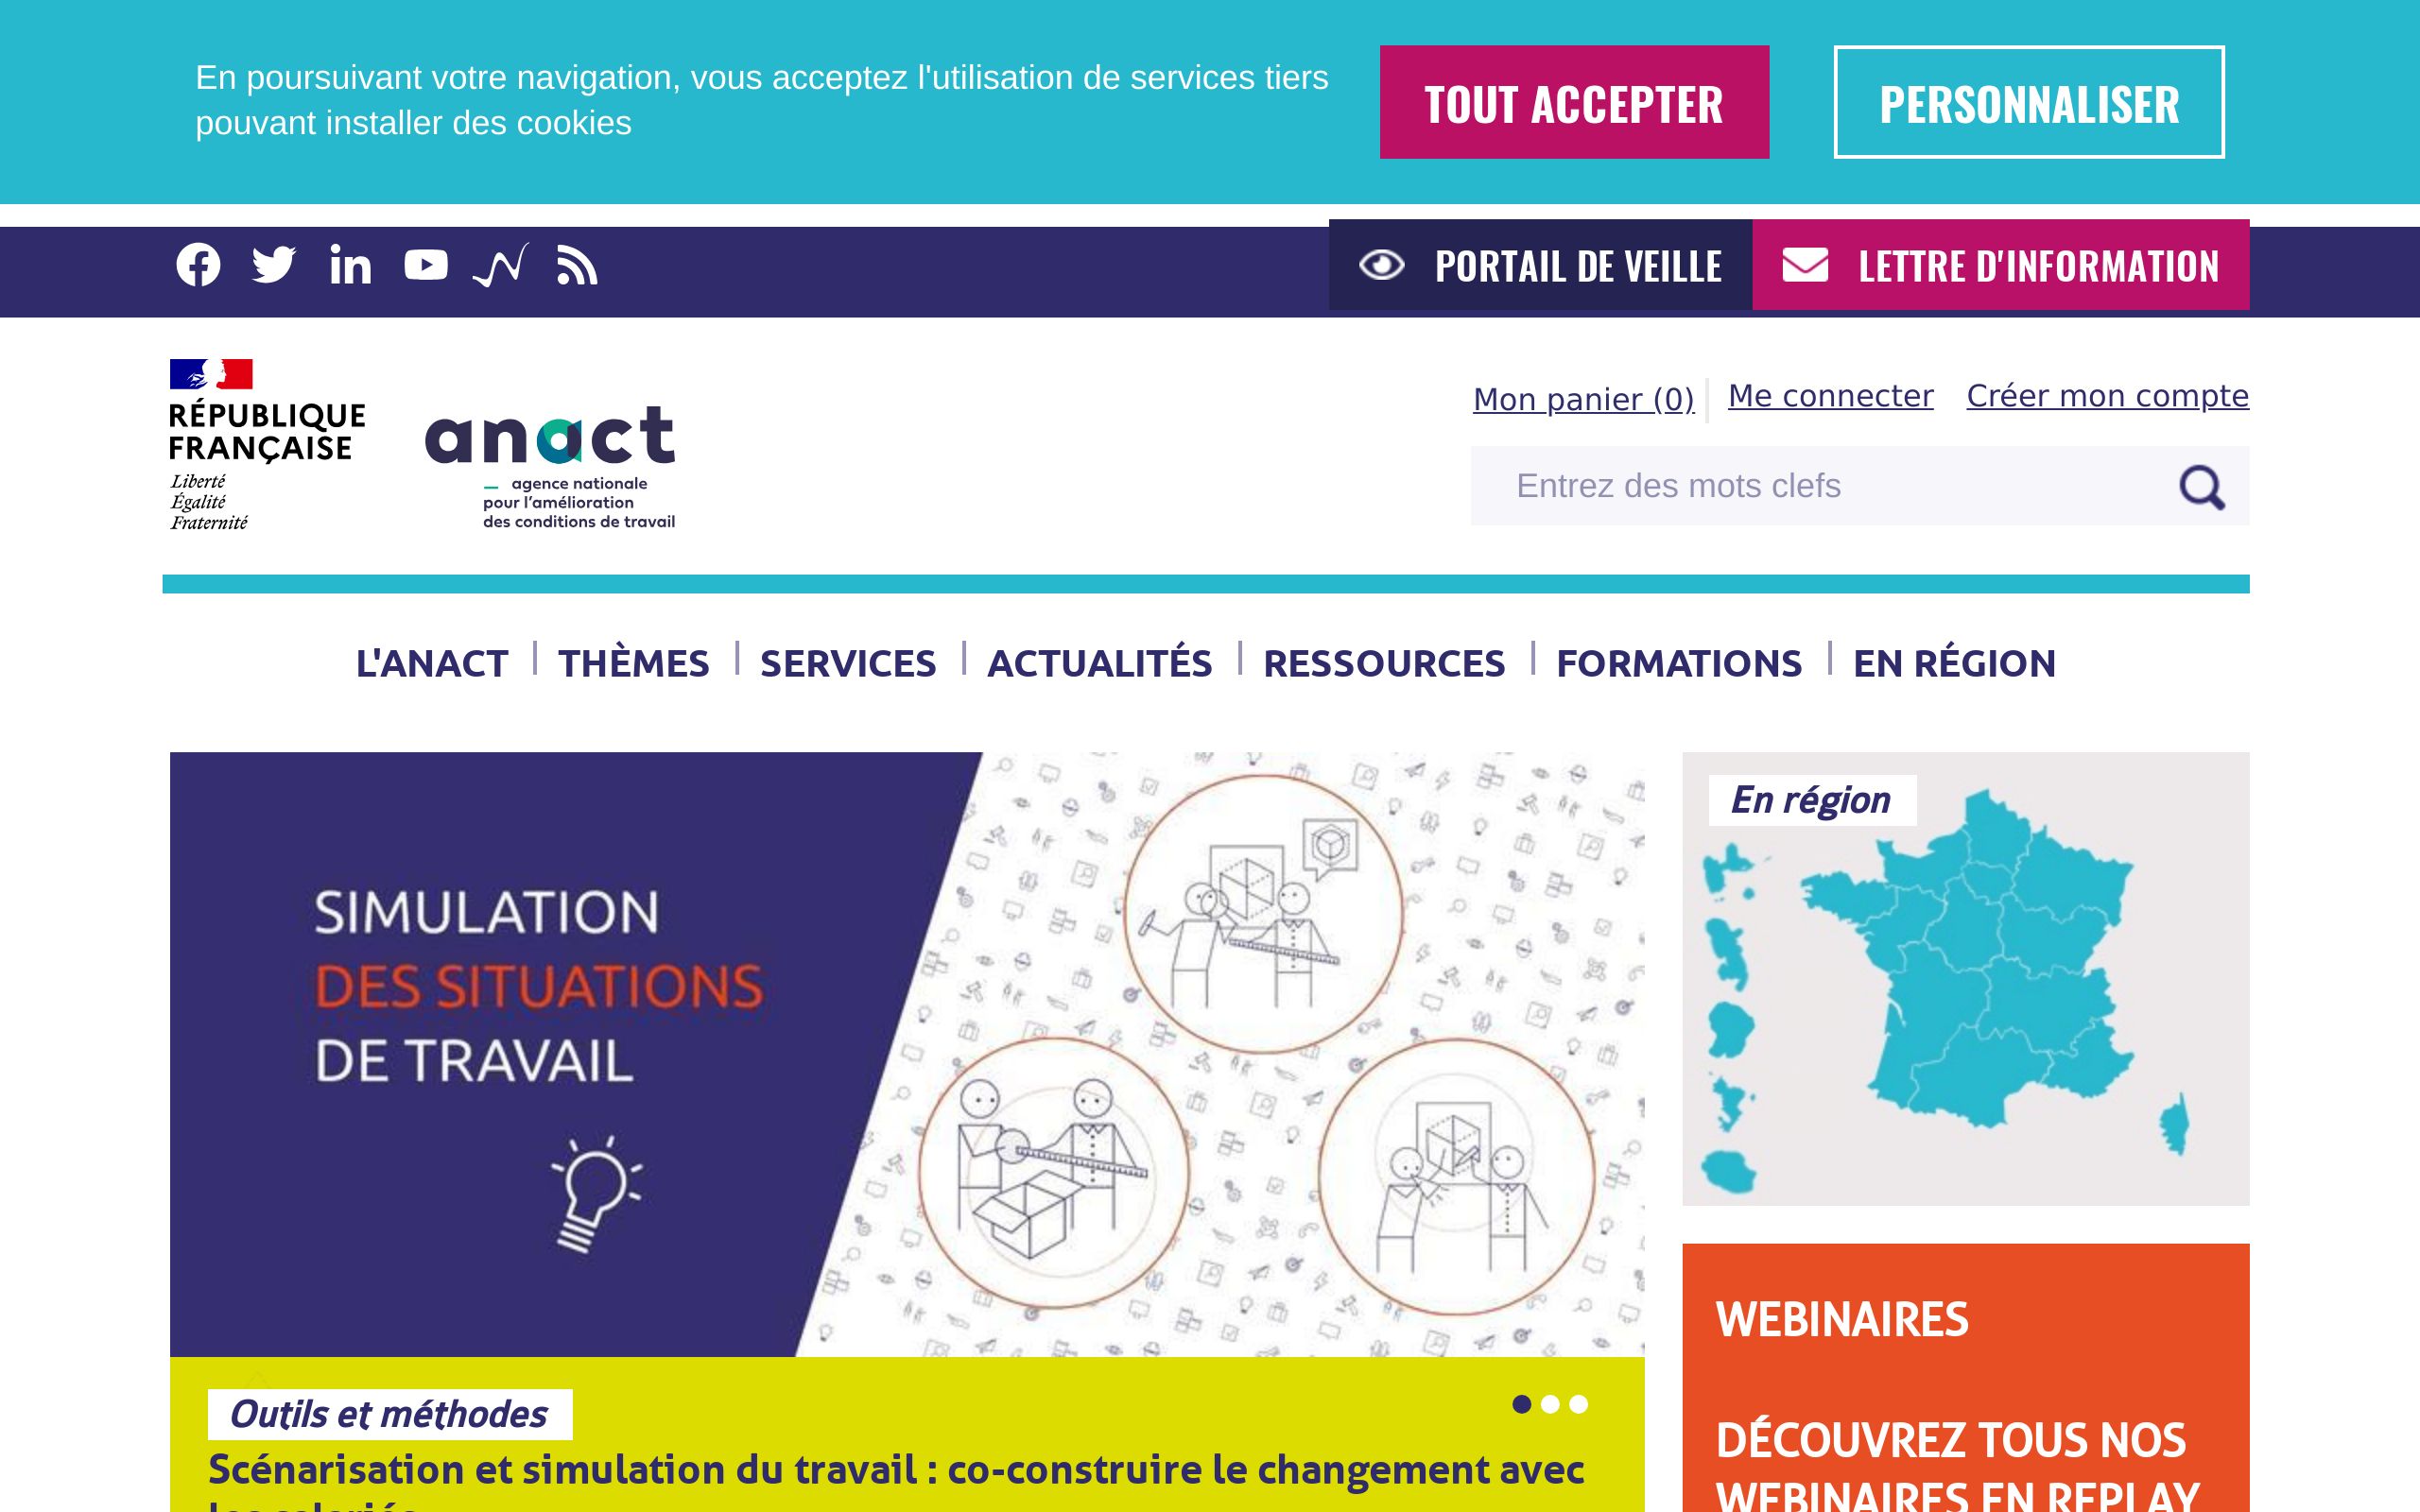 En poursuivant votre navigation, vous acceptez l'utilisation de services tiers
pouvant installer des cookies
TOUT ACCEPTER
PERSONNALISER
PORTAIL DE VEILLE
LETTRE D'INFORMATION
RÉPUBLIQUE
FRANÇAISE
Liberté
Égalité
Fraternité
anact
agence nationale
pour l'amélioration
des conditions de travail
Mon panier (0)
Me connecter
Créer mon compte
Entrez des mots clefs
L'ANACT
THÈMES
SERVICES
ACTUALITÉS
RESSOURCES
FORMATIONS
EN RÉGION
SIMULATION
DES SITUATIONS
DE TRAVAIL
En région
Outils et méthodes
Scénarisation et simulation du travail : co-construire le changement avec
les salariés
WEBINAIRES
DÉCOUVREZ TOUS NOS
WEBINAIRES EN REPLAY